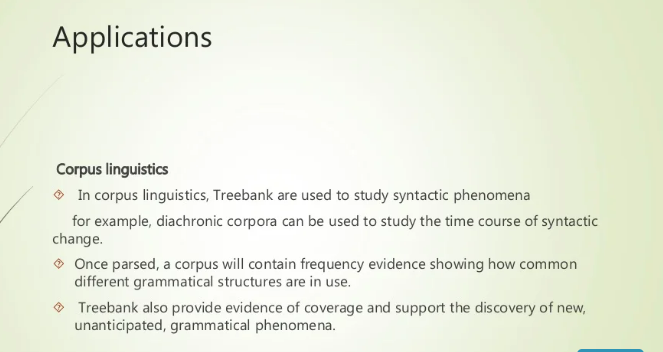 Applications
Corpus linguistics
In corpus linguistics, Treebank are used to study syntactic phenomena
for example, diachronic corpora can be used to study the time course of syntactic
change.
Once parsed, a corpus will contain frequency evidence showing how common
different grammatical structures are in use.
Treebank also provide evidence of coverage and support the discovery of new,
unanticipated, grammatical phenomena.